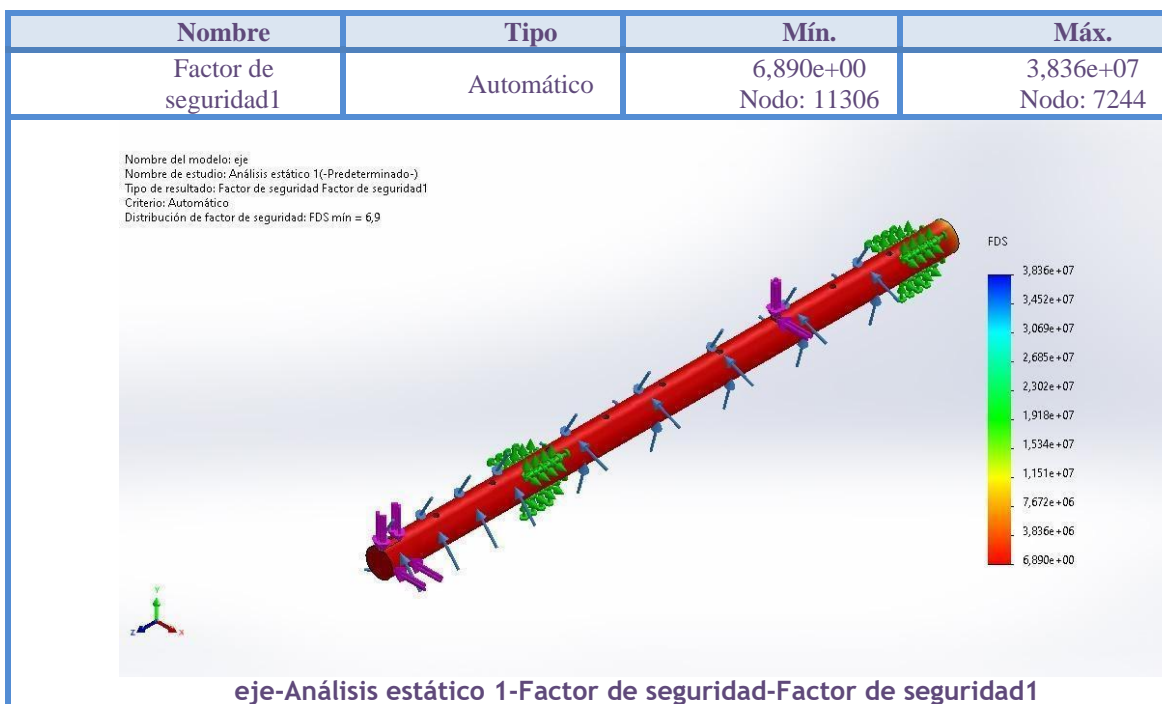 Nombre
Tipo
Mín.
Máx.
Factor de
seguridad1
Automático
6,890e+00
Nodo: 11306
3,836e+07
Nodo: 7244
Nombre del modelo: eje
Nombre de estudio: Análisis estático 1(-Predeterminado-)
Tipo de resultado: Factor de seguridad Factor de seguridad1
Criterio: Automático
Distribución de factor de seguridad: FDS mín = 6,9
FDS
3,836e+07
3,452e+07
3,069e+07
2,685e+07
2,302e+07
1,918e+07
1,534e+07
1,151e+07
7,672e+06
3,836e+06
6,890e+00
Y
Z
X
eje-Análisis estático 1-Factor de seguridad-Factor de seguridad1